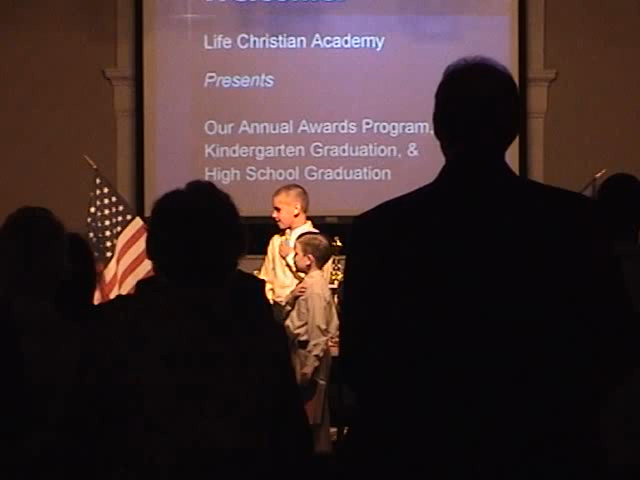 Life Christian Academy
Presents
Our Annual Awards Program,
Kindergarten Graduation, &
High School Graduation